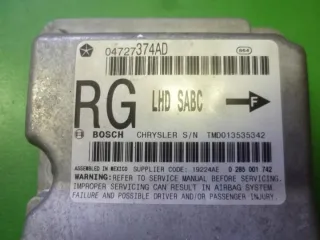 04727374AD
RG LHD SABC F
BOSCH CHRYSLER S/N TMD013535342
ASSEMBLED IN MEXICO SUPPLIER CODE: 19224AE 0 285 001 742
WARNING: REFER TO SERVICE MANUAL BEFORE SERVICING.
IMPROPER SERVICING CAN RESULT IN AIRBAG SYSTEM
FAILURE AND POSSIBLE DRIVER AND/OR PASSENGER INJURY.